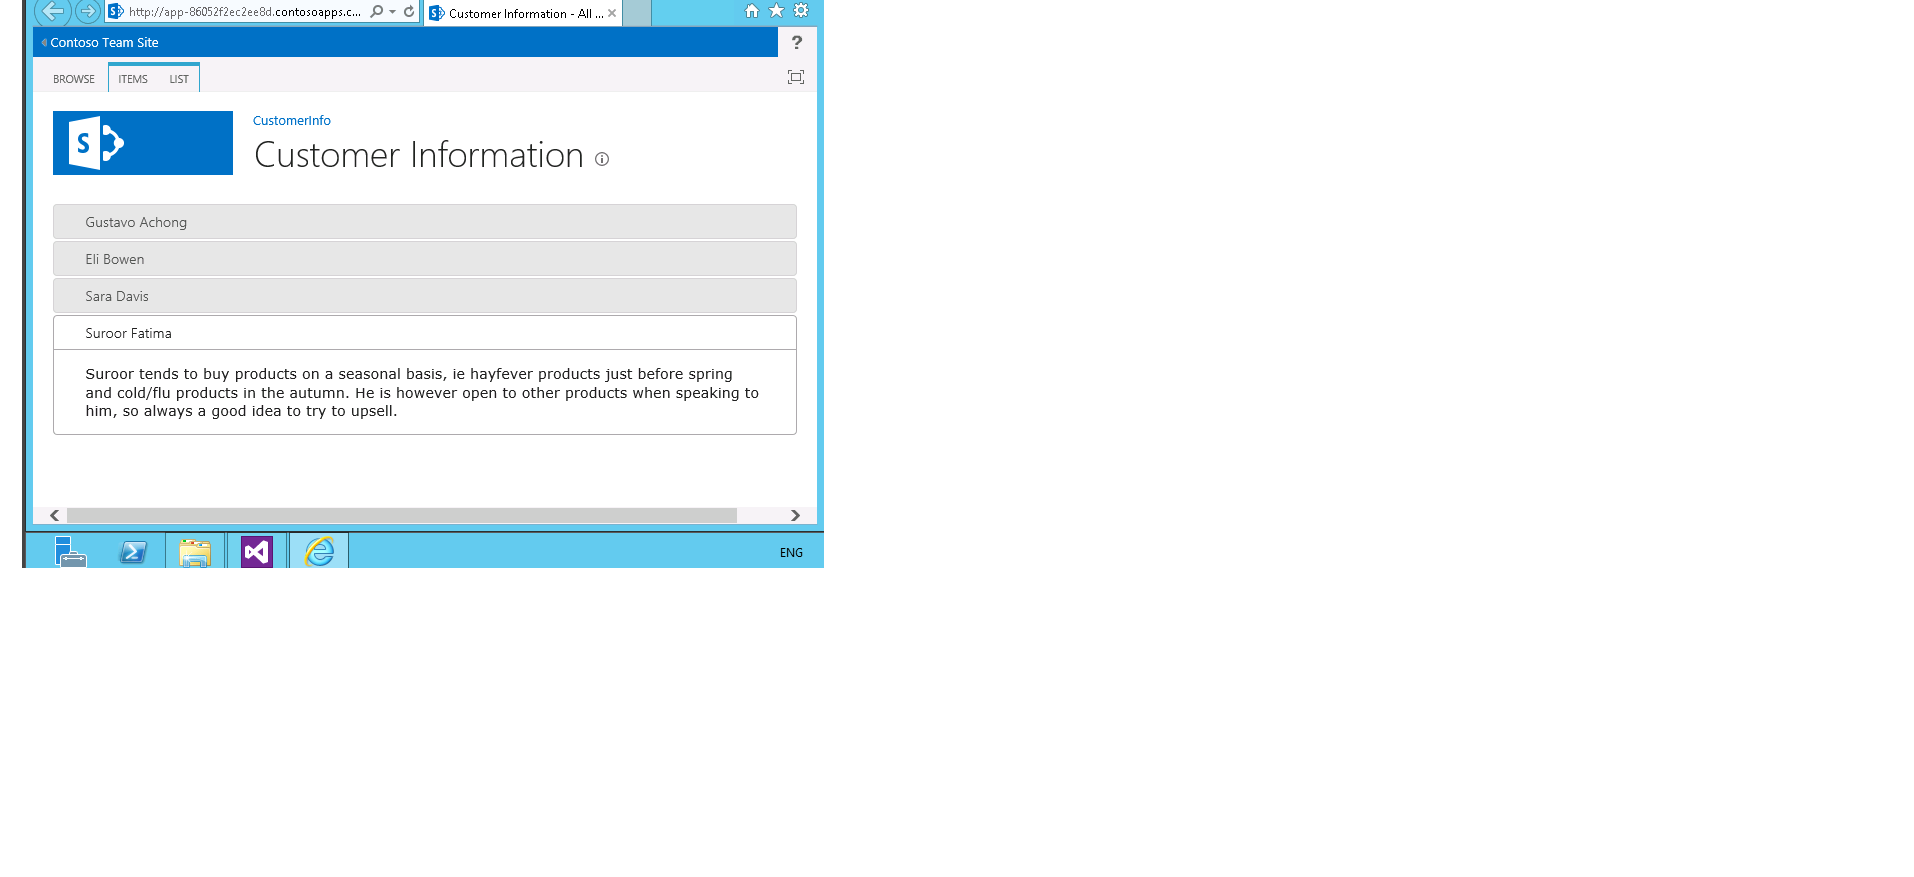 http://app-86052f2ec2ee8d.contosoapps.c...
Customer Information - All ...
Contoso Team Site
?
BROWSE
ITEMS
LIST
S
CustomerInfo
Customer Information
Gustavo Achong
Eli Bowen
Sara Davis
Suroor Fatima
Suroor tends to buy products on a seasonal basis, ie hayfever products just before spring
and cold/flu products in the autumn. He is however open to other products when speaking to
him, so always a good idea to try to upsell.
ENG